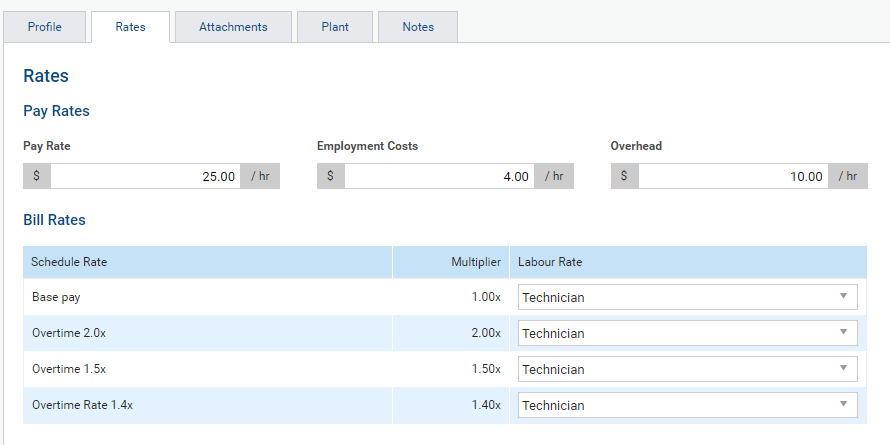 Profile Rates Attachments Plant Notes
Rates
Pay Rates
Pay Rate Employment Costs Overhead
$ 25.00 / hr $ 4.00 / hr $ 10.00 / hr
Bill Rates
Schedule Rate Multiplier Labour Rate
Base pay 1.00x Technician
Overtime 2.0x 2.00x Technician
Overtime 1.5x 1.50x Technician
Overtime Rate 1.4x 1.40x Technician